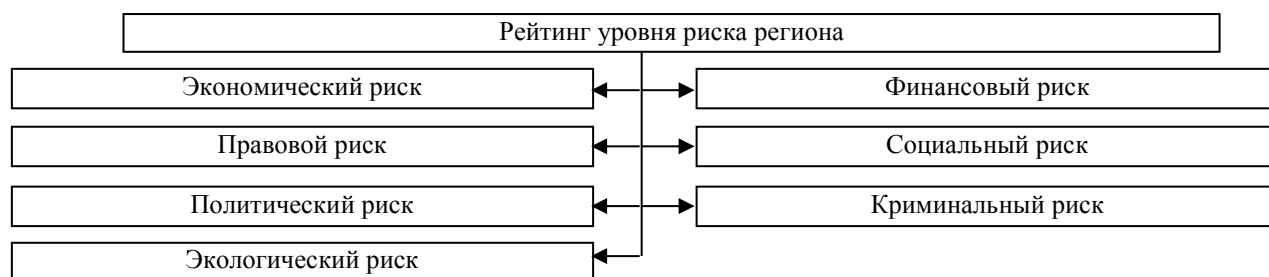 Рейтинг уровня риска региона
Экономический риск
Финансовый риск
Правовой риск
Социальный риск
Политический риск
Криминальный риск
Экологический риск